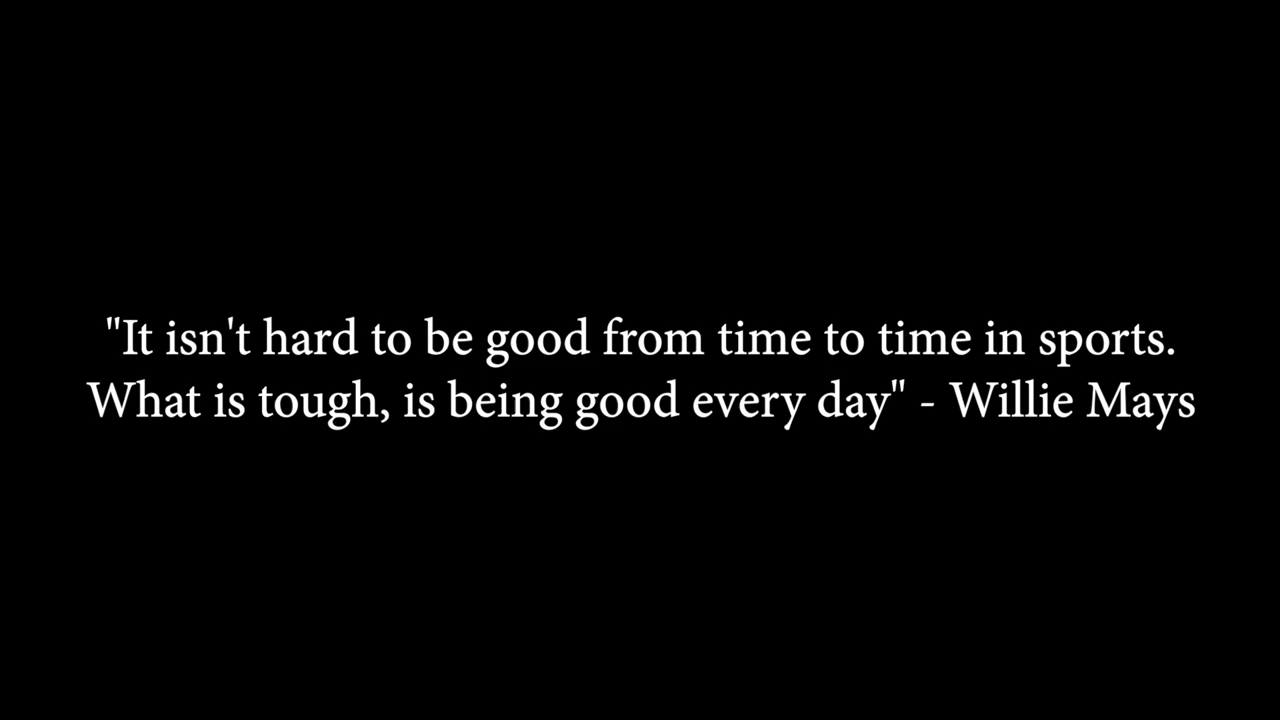 "It isn't hard to be good from time to time in sports.
What is tough, is being good every day" - Willie Mays